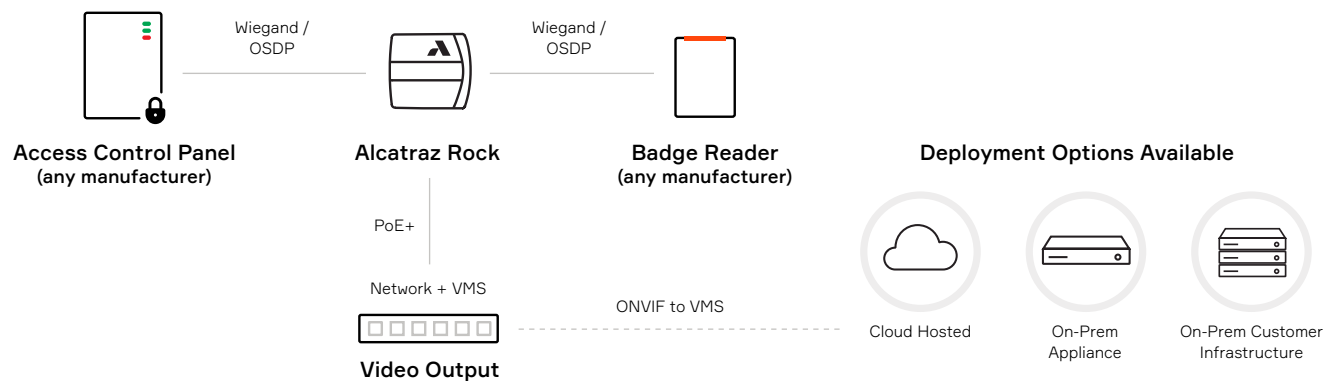 Wiegand /
OSDP
Wiegand /
OSDP
Access Control Panel
(any manufacturer)
Alcatraz Rock
Badge Reader
(any manufacturer)
Deployment Options Available
PoE+
Network + VMS
Video Output
ONVIF to VMS
Cloud Hosted
On-Prem
Appliance
On-Prem Customer
Infrastructure